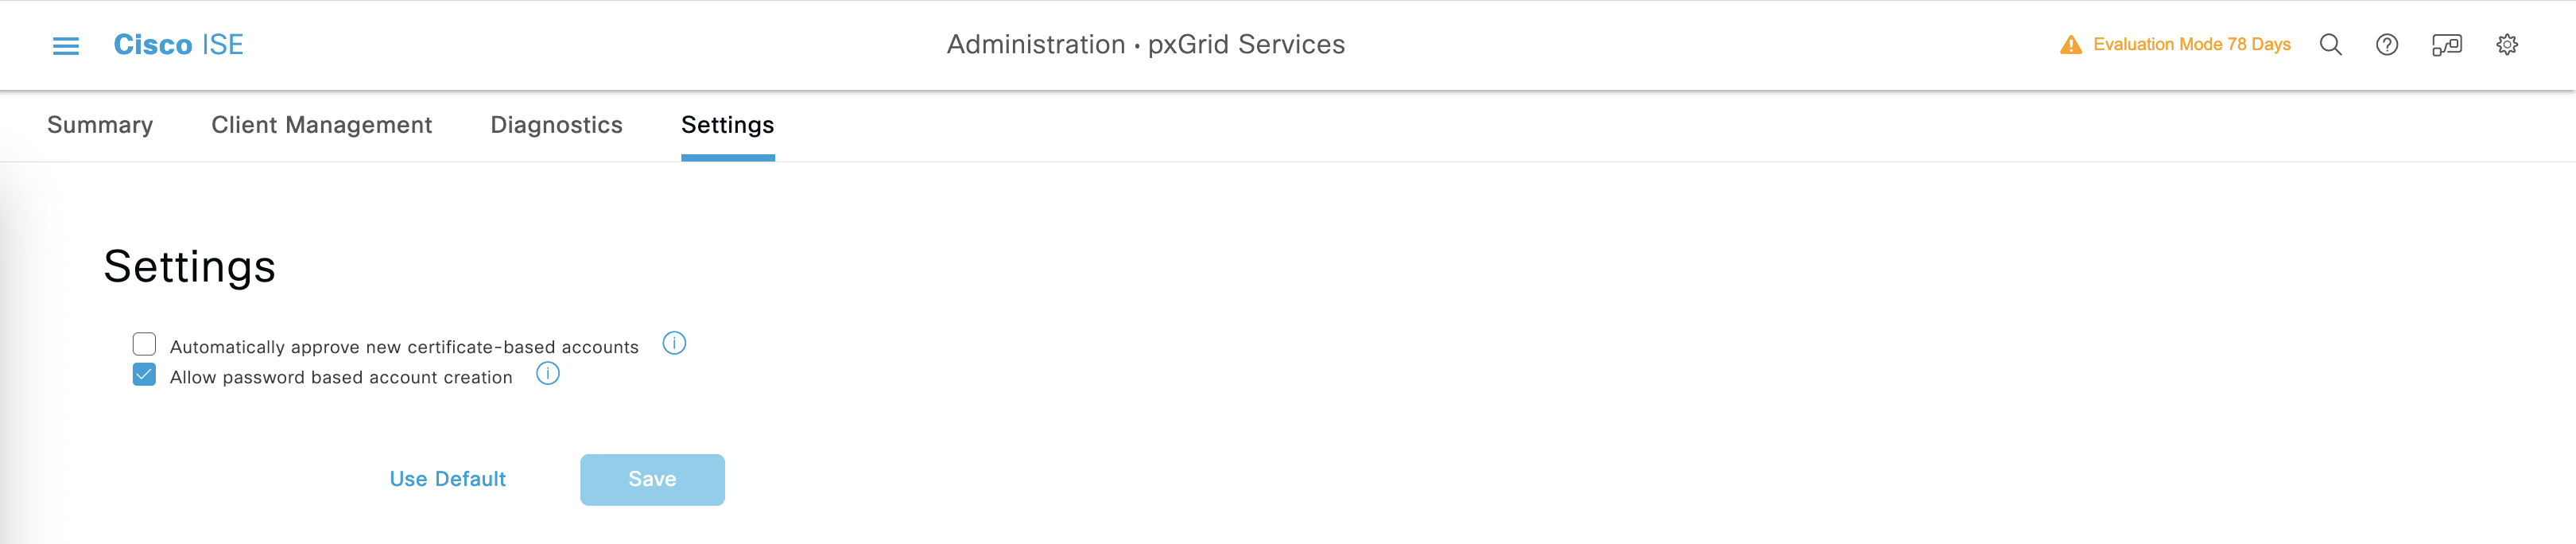 Cisco ISE
Administration · pxGrid Services
Evaluation Mode 78 Days
Summary
Client Management
Diagnostics
Settings
Settings
Automatically approve new certificate-based accounts
Allow password based account creation
Use Default
Save